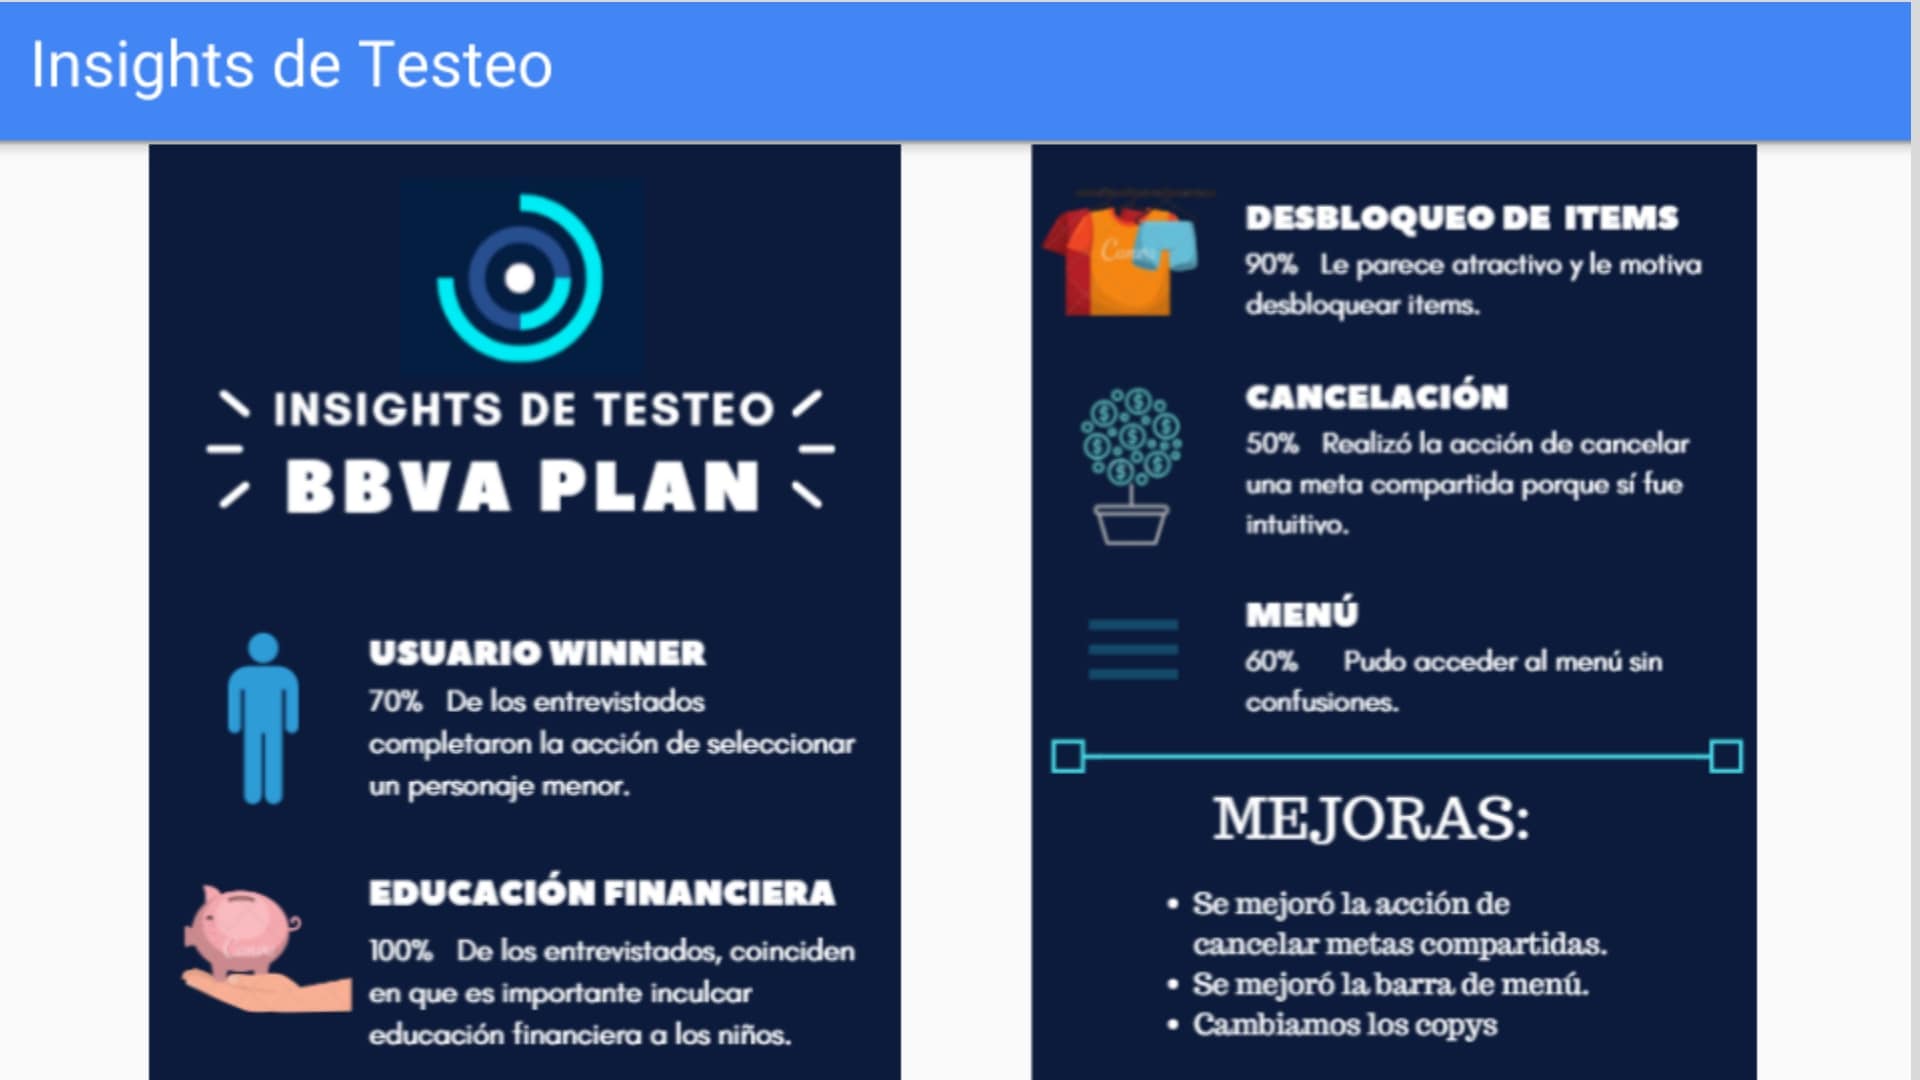 Insights de Testeo
INSIGHTS DE TESTEO
BBVA PLAN
USUARIO WINNER
70% De los entrevistados
completaron la acción de seleccionar
un personaje menor.
EDUCACIÓN FINANCIERA
100% De los entrevistados, coinciden
en que es importante inculcar
educación financiera a los niños.
DESBLOQUEO DE ITEMS
90% Le parece atractivo y le motiva
desbloquear items.
CANCELACIÓN
50% Realizó la acción de cancelar
una meta compartida porque sí fue
intuitivo.
MENÚ
60% Pudo acceder al menú sin
confusiones.
MEJORAS:
• Se mejoró la acción de
cancelar metas compartidas.
• Se mejoró la barra de menú.
• Cambiamos los copys